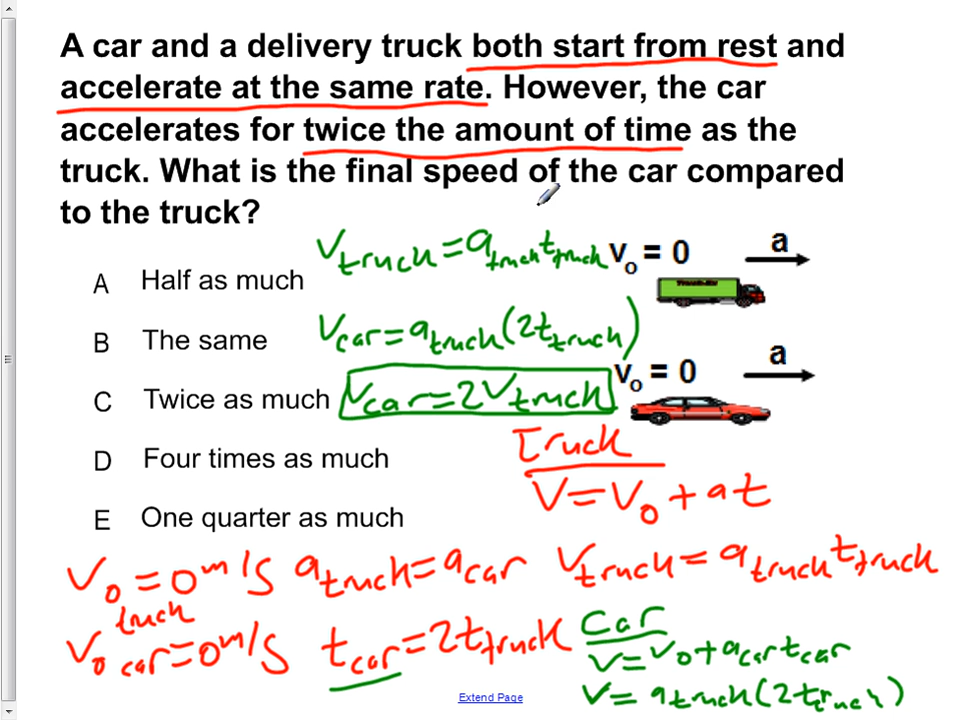 A car and a delivery truck both start from rest and
accelerate at the same rate. However, the car
accelerates for twice the amount of time as the
truck. What is the final speed of the car compared
to the truck?
A Half as much
B The same
C Twice as much
D Four times as much
E One quarter as much
V_truck = a_truck t_truck
V_car = a_truck (2t_truck)
V_car = 2V_truck
v_o = 0 a
v_o = 0 a
Truck
V = V_0 + at
V_0 truck = 0 m/s a_truck = a_car V_truck = a_truck t_truck
V_0 car = 0 m/s t_car = 2t_truck
Car
V = V_0 + a_car t_car
V = a_truck (2t_truck)
Extend Page